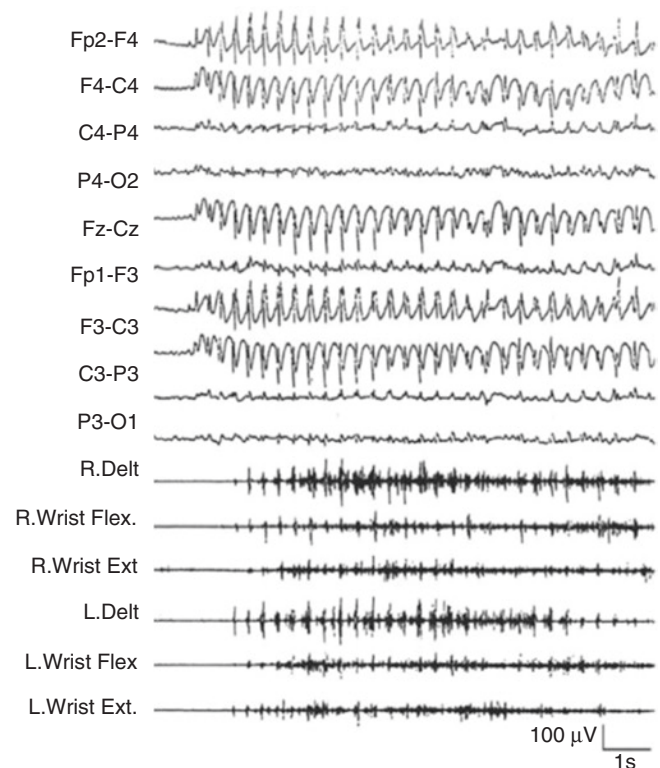 Fp2-F4
F4-C4
C4-P4
P4-O2
Fz-Cz
Fp1-F3
F3-C3
C3-P3
P3-O1
R.Delt
R.Wrist Flex.
R.Wrist Ext
L.Delt
L.Wrist Flex
L.Wrist Ext.
100 μV
1s